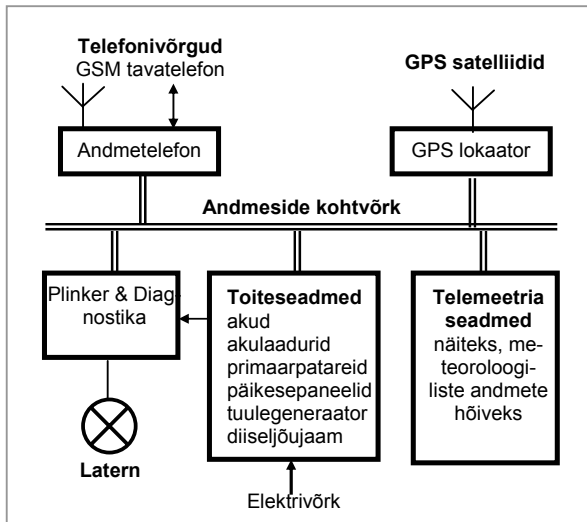 Telefonivõrgud
GSM tavatelefon
GPS satelliidid
Andmetelefon
GPS lokaator
Andmeside kohtvõrk
Plinker & Diag-
nostika
Toiteseadmed
akud
akulaadurid
primaarpatareid
päikesepaneelid
tuulegeneraator
diiseljõujaam
Telemeetria
seadmed
näiteks, me-
teoroloogi-
liste andmete
hõiveks
Latern
Elektrivõrk